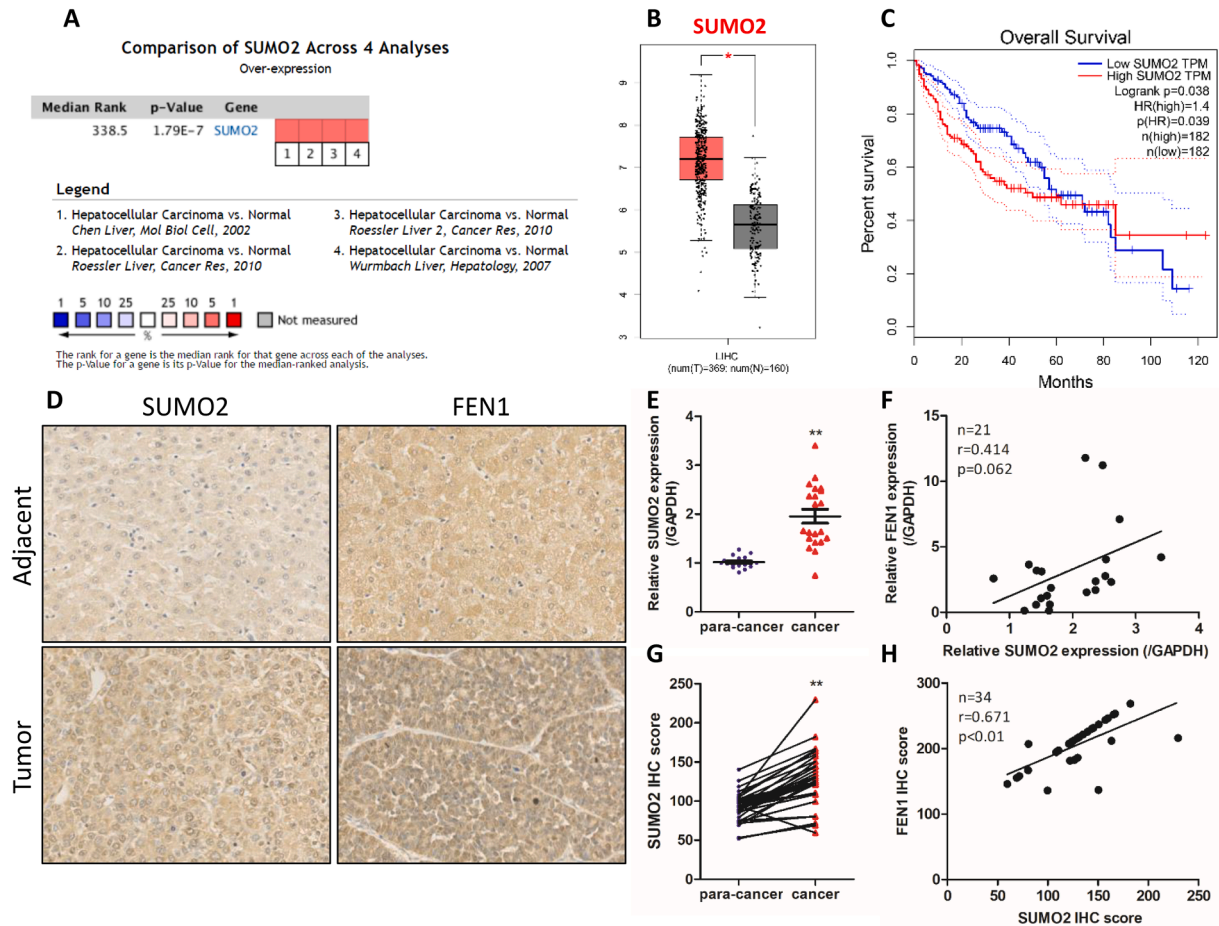 A
Comparison of SUMO2 Across 4 Analyses
Over-expression
Median Rank p-Value Gene
338.5 1.79E-7 SUMO2
1 2 3 4
Legend
1. Hepatocellular Carcinoma vs. Normal
Chen Liver, Mol Biol Cell, 2002
2. Hepatocellular Carcinoma vs. Normal
Roessler Liver, Cancer Res, 2010
3. Hepatocellular Carcinoma vs. Normal
Roessler Liver 2, Cancer Res, 2010
4. Hepatocellular Carcinoma vs. Normal
Wurmbach Liver, Hepatology, 2007
1 5 10 25 25 10 5 1
Not measured
%
The rank for a gene is the median rank for that gene across each of the analyses.
The p-Value for a gene is its p-Value for the median-ranked analysis.
B
SUMO2
*
9
8
7
6
5
4
3
LIHC
(num(T)=369; num(N)=160)
C
Overall Survival
Low SUMO2 TPM
High SUMO2 TPM
Logrank p=0.038
HR(high)=1.4
p(HR)=0.039
n(high)=182
n(low)=182
Percent survival
1.0
0.8
0.6
0.4
0.2
0.0
0 20 40 60 80 100 120
Months
D
SUMO2 FEN1
Adjacent
Tumor
E
Relative SUMO2 expression
(/GAPDH)
4
3
2
1
0
**
para-cancer cancer
F
n=21
r=0.414
p=0.062
Relative FEN1 expression
(/GAPDH)
15
10
5
0
0 1 2 3 4
Relative SUMO2 expression (/GAPDH)
G
SUMO2 IHC score
250
200
150
100
50
0
**
para-cancer cancer
H
n=34
r=0.671
p<0.01
FEN1 IHC score
300
200
100
0
0 50 100 150 200 250
SUMO2 IHC score